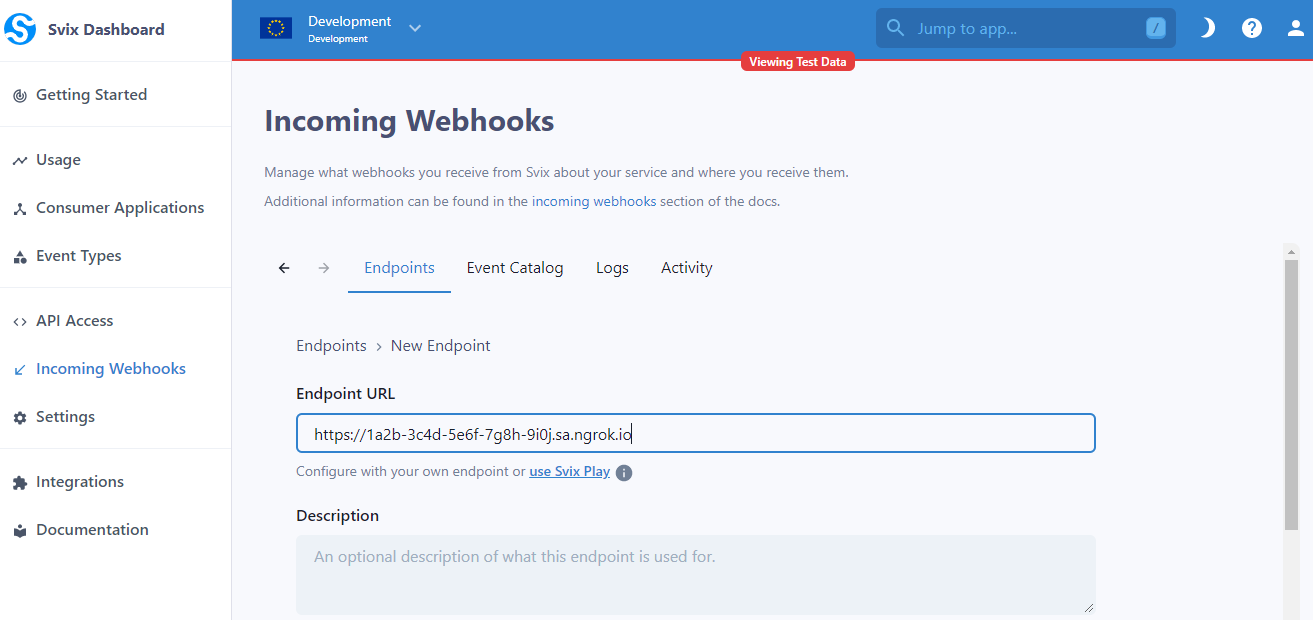 Svix Dashboard
Development
Development
Jump to app...
/
?
Viewing Test Data
Getting Started
Usage
Consumer Applications
Event Types
API Access
Incoming Webhooks
Settings
Integrations
Documentation
Incoming Webhooks
Manage what webhooks you receive from Svix about your service and where you receive them.
Additional information can be found in the incoming webhooks section of the docs.
Endpoints Event Catalog Logs Activity
Endpoints › New Endpoint
Endpoint URL
https://1a2b-3c4d-5e6f-7g8h-9i0j.sa.ngrok.io
Configure with your own endpoint or use Svix Play i
Description
An optional description of what this endpoint is used for.